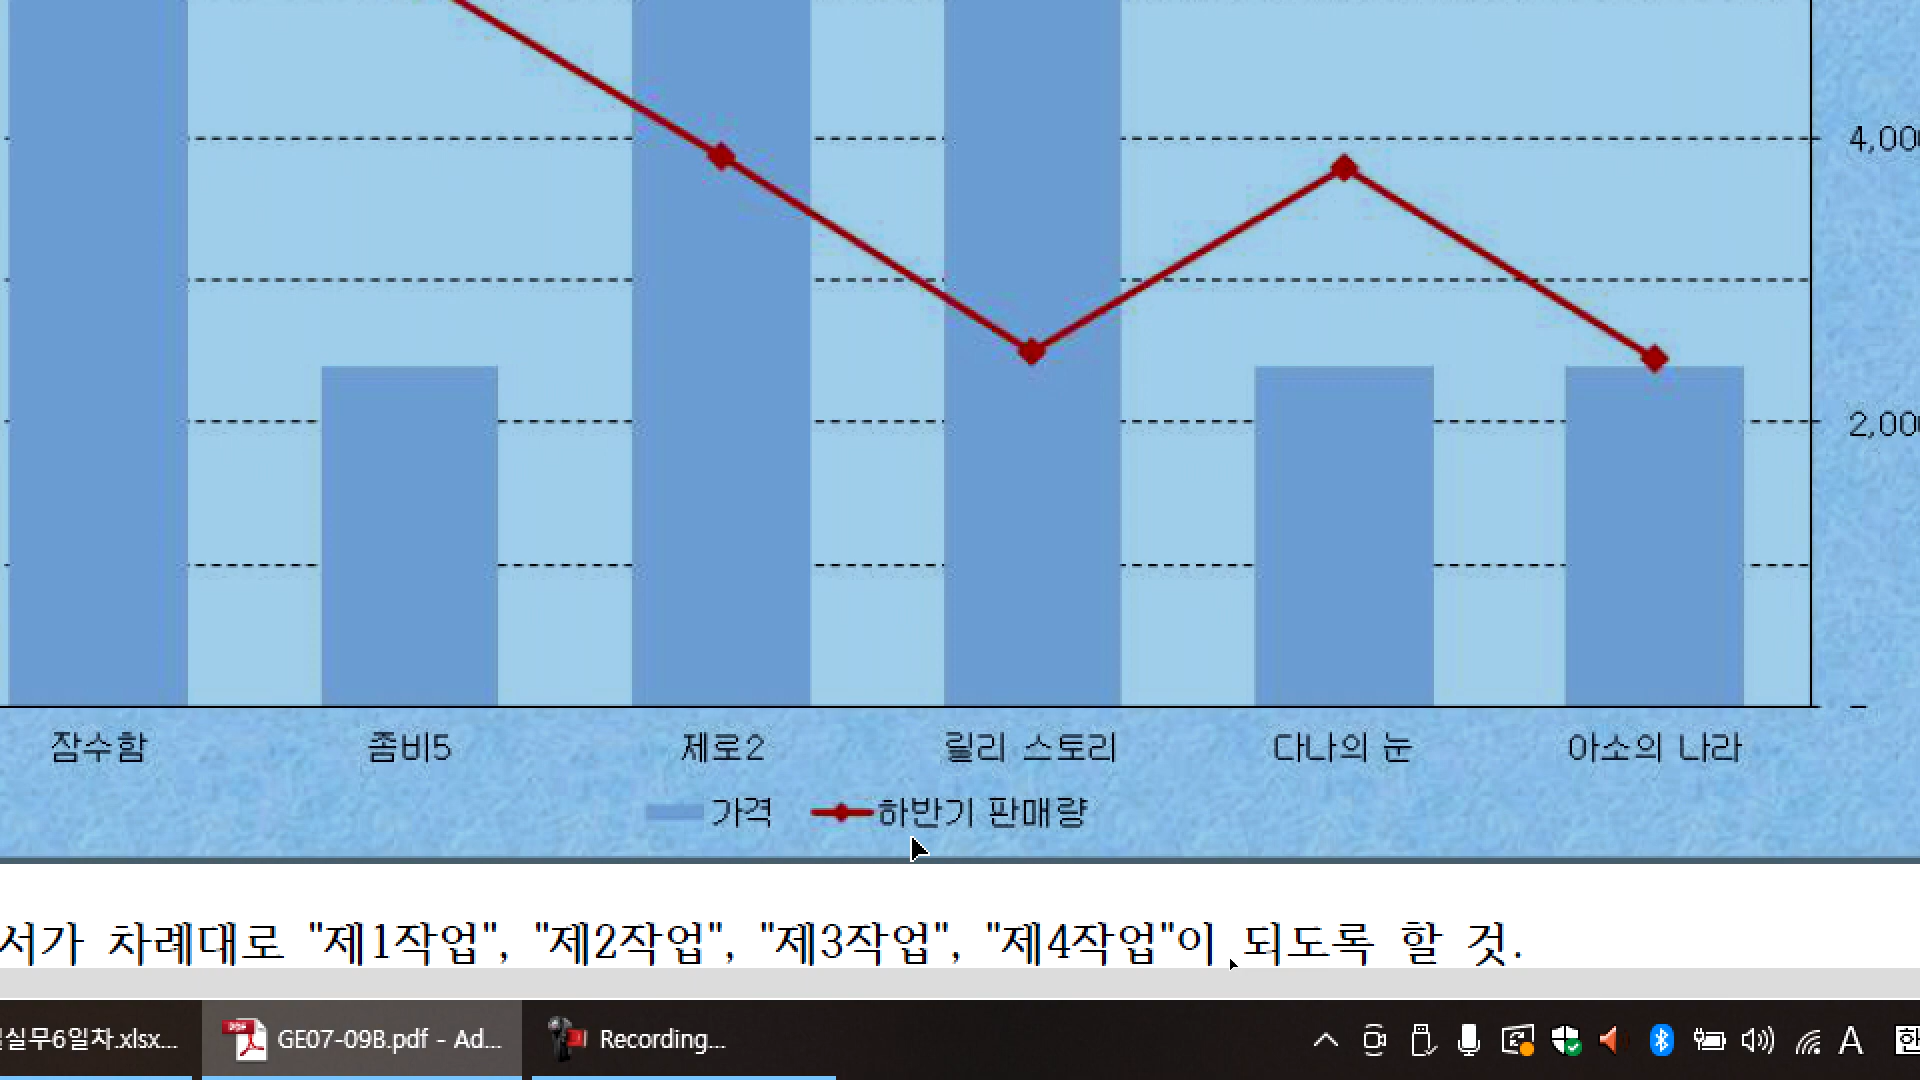 4,00
2,00
-
잠수함 좀비5 제로2 릴리 스토리 다나의 눈 아소의 나라
가격 하반기 판매량
서가 차례대로 "제1작업", "제2작업", "제3작업", "제4작업"이 되도록 할 것.
실무6일차.xlsx... GE07-09B.pdf - Ad... Recording... A 한